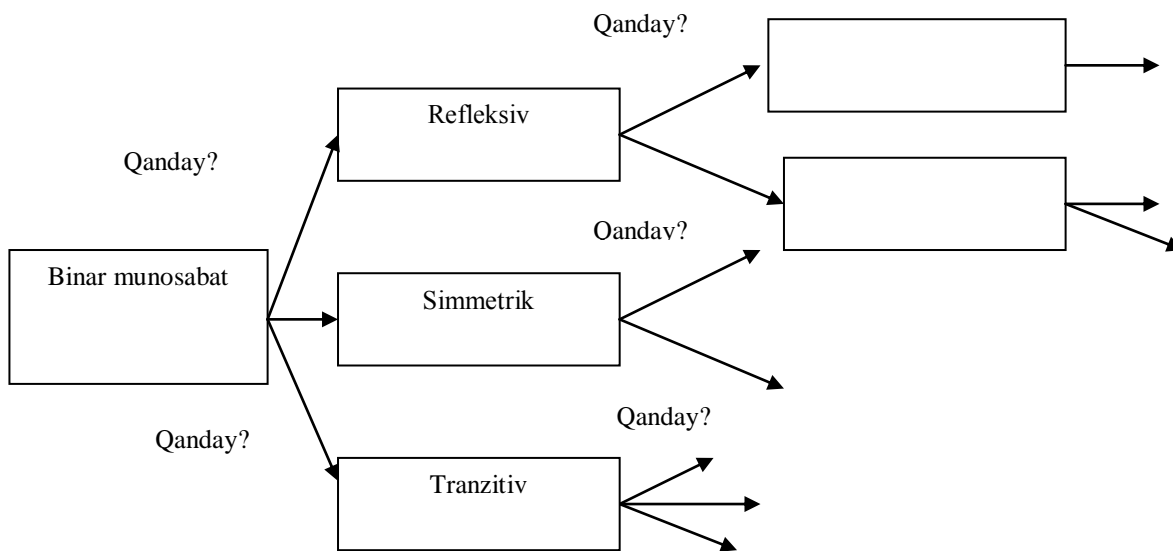 Qanday?
Refleksiv
Qanday?
Qanday?
Binar munosabat
Simmetrik
Qanday?
Qanday?
Tranzitiv